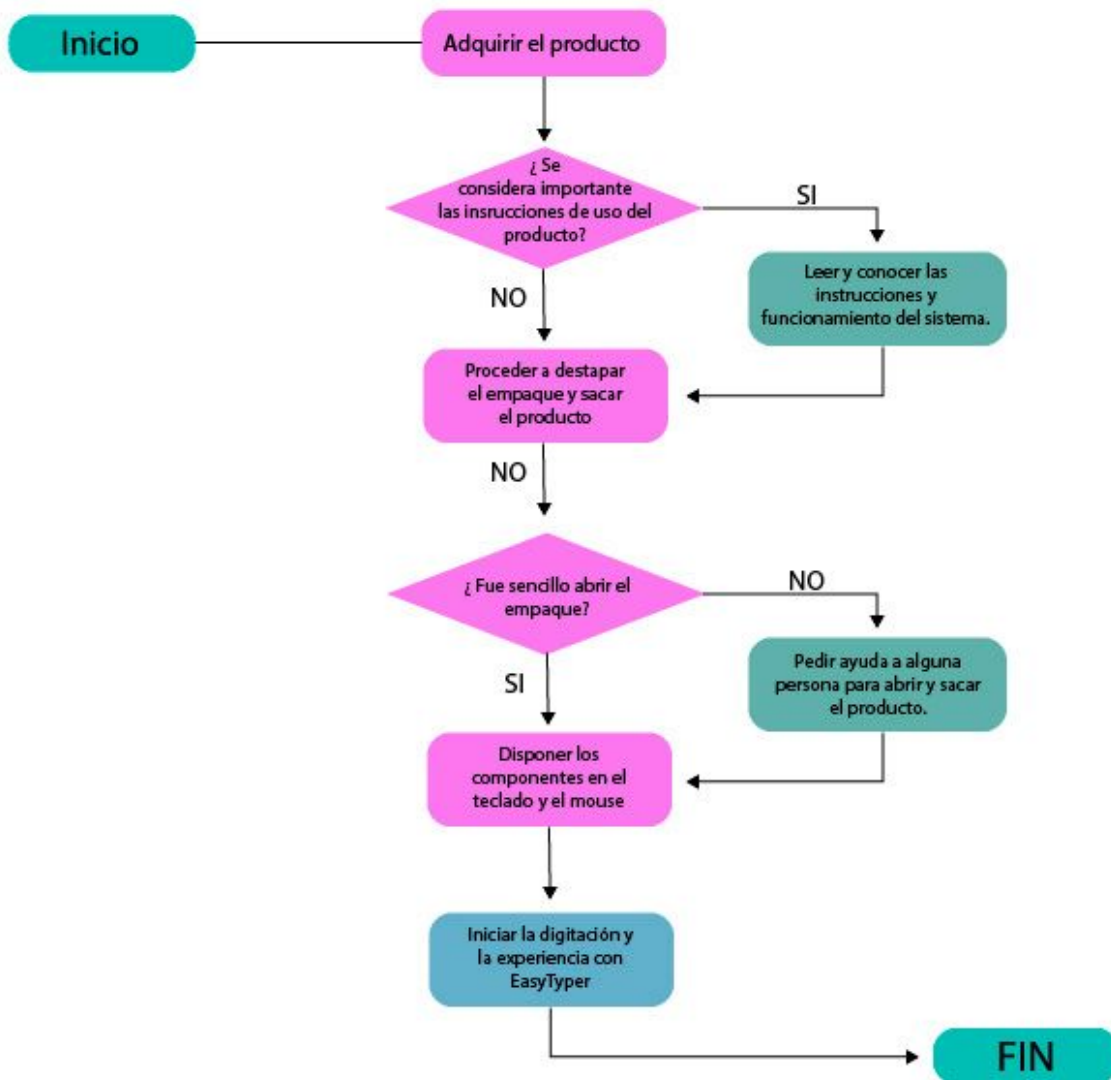 Inicio
Adquirir el producto
¿ Se
considera importante
las insrucciones de uso del
producto?
SI
Leer y conocer las
instrucciones y
funcionamiento del sistema.
NO
Proceder a destapar
el empaque y sacar
el producto
NO
¿ Fue sencillo abrir el
empaque?
NO
Pedir ayuda a alguna
persona para abrir y sacar
el producto.
SI
Disponer los
componentes en el
teclado y el mouse
Iniciar la digitación y
la experiencia con
EasyTyper
FIN